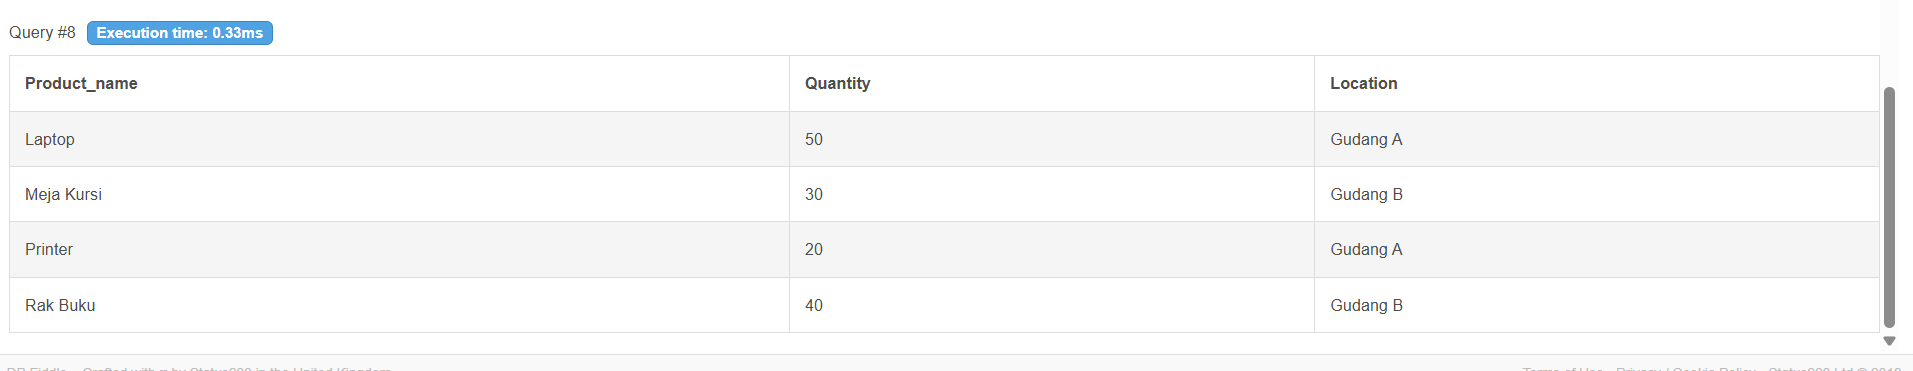 Query #8 Execution time: 0.33ms
Product_name Quantity Location
Laptop 50 Gudang A
Meja Kursi 30 Gudang B
Printer 20 Gudang A
Rak Buku 40 Gudang B